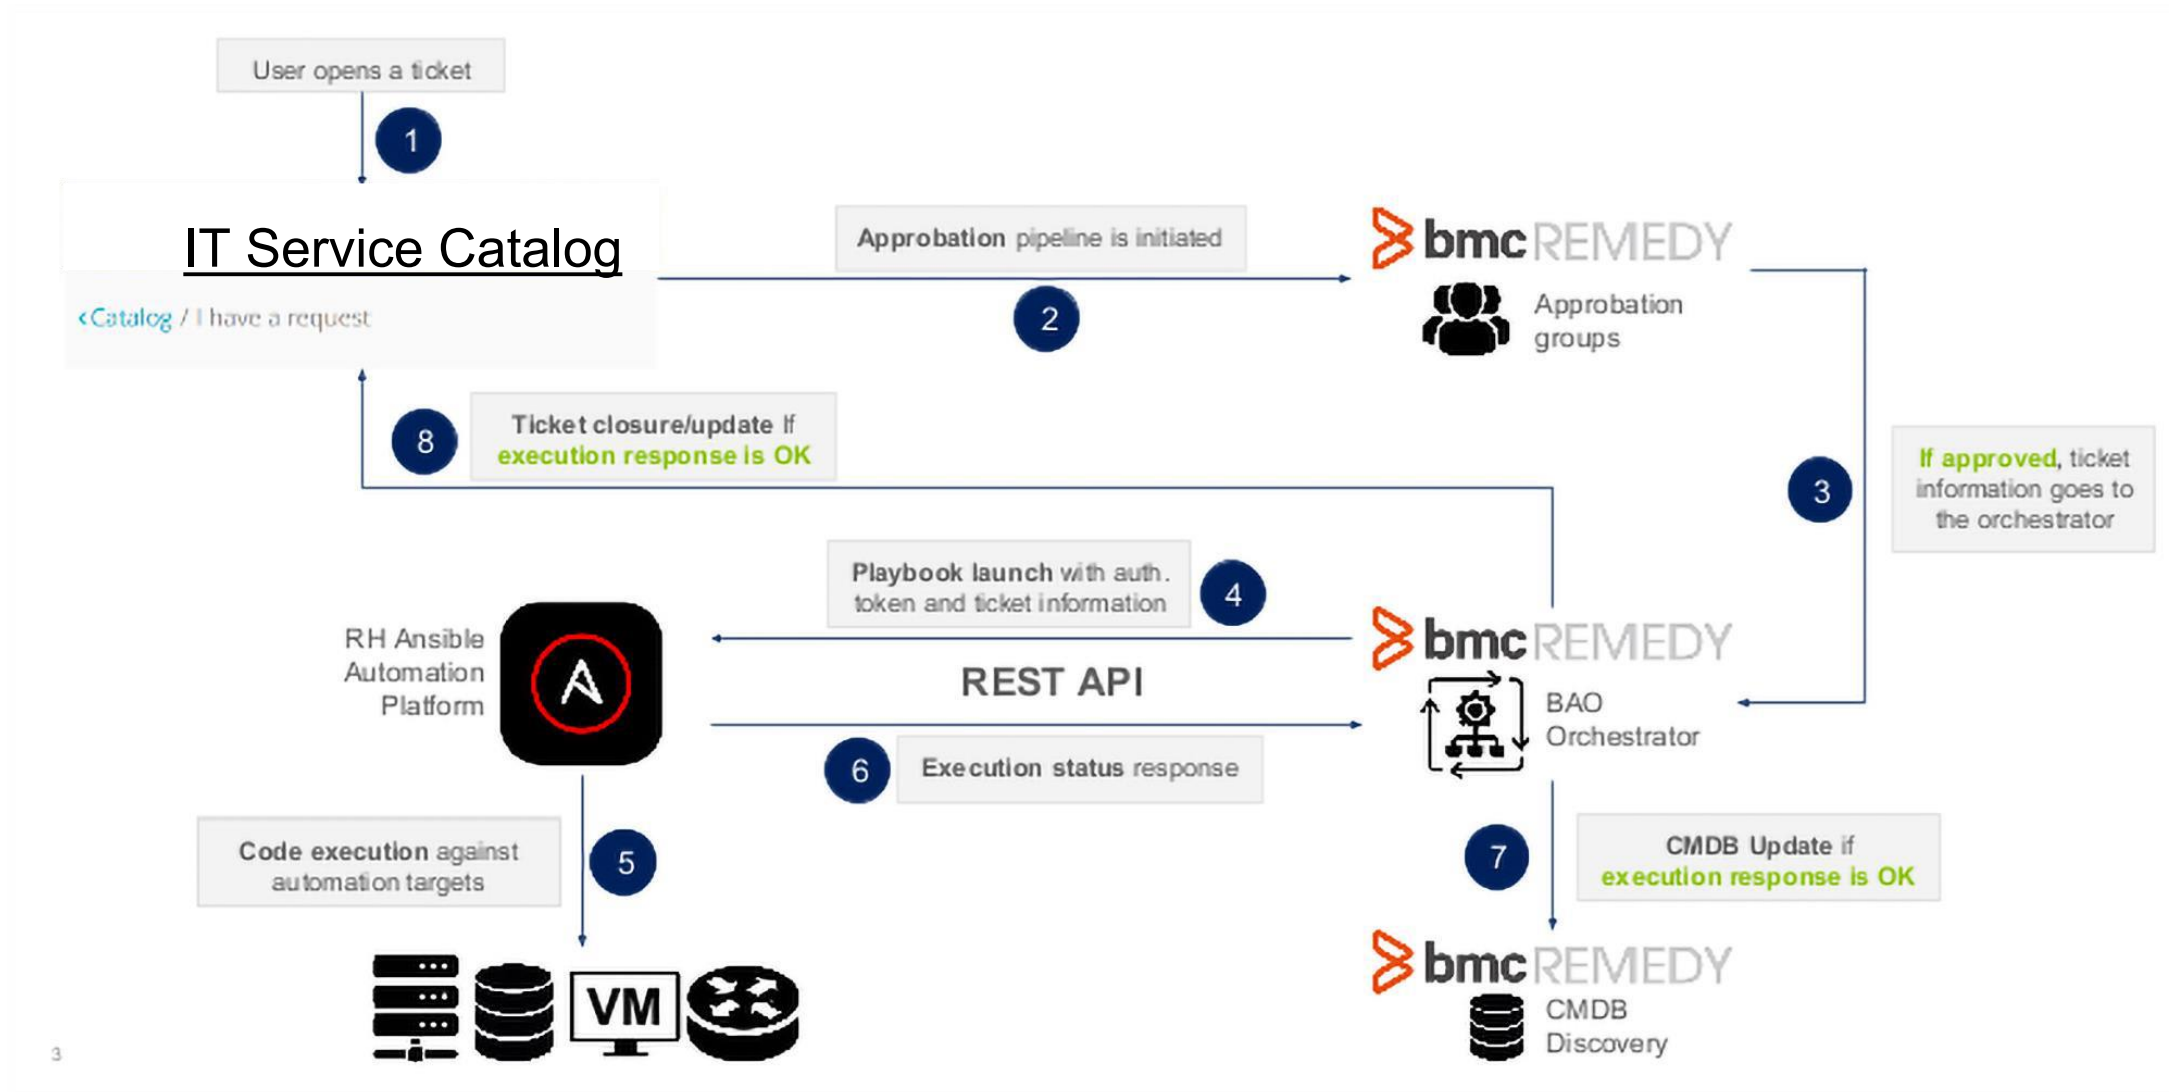 User opens a ticket
1
IT Service Catalog
‹Catalog / I have a request
Approbation pipeline is initiated
2
bmc REMEDY
Approbation
groups
8
Ticket closure/update If
execution response is OK
3
If approved, ticket
information goes to
the orchestrator
Playbook launch with auth.
token and ticket information
4
RH Ansible
Automation
Platform
REST API
bmc REMEDY
BAO
Orchestrator
6
Execution status response
Code execution against
automation targets
5
7
CMDB Update if
execution response is OK
VM
bmc REMEDY
CMDB
Discovery
3